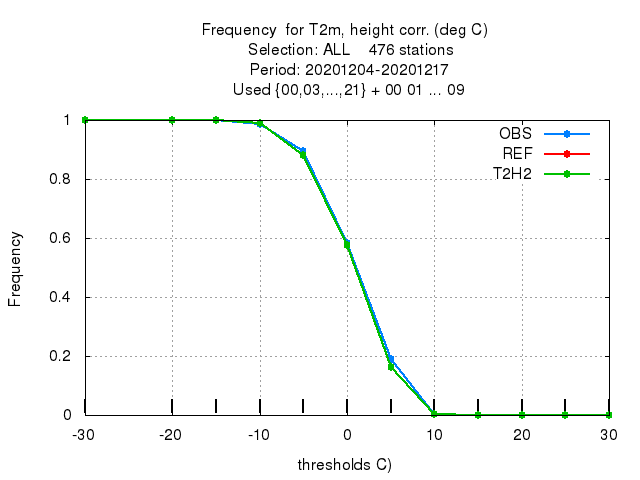 Frequency  for T2m, height corr. (deg C)
Selection: ALL    476 stations
Period: 20201204-20201217
Used {00,03,...,21} + 00 01 ... 09
OBS
REF
T2H2
Frequency
1
0.8
0.6
0.4
0.2
0
-30 -20 -10 0 10 20 30
thresholds C)